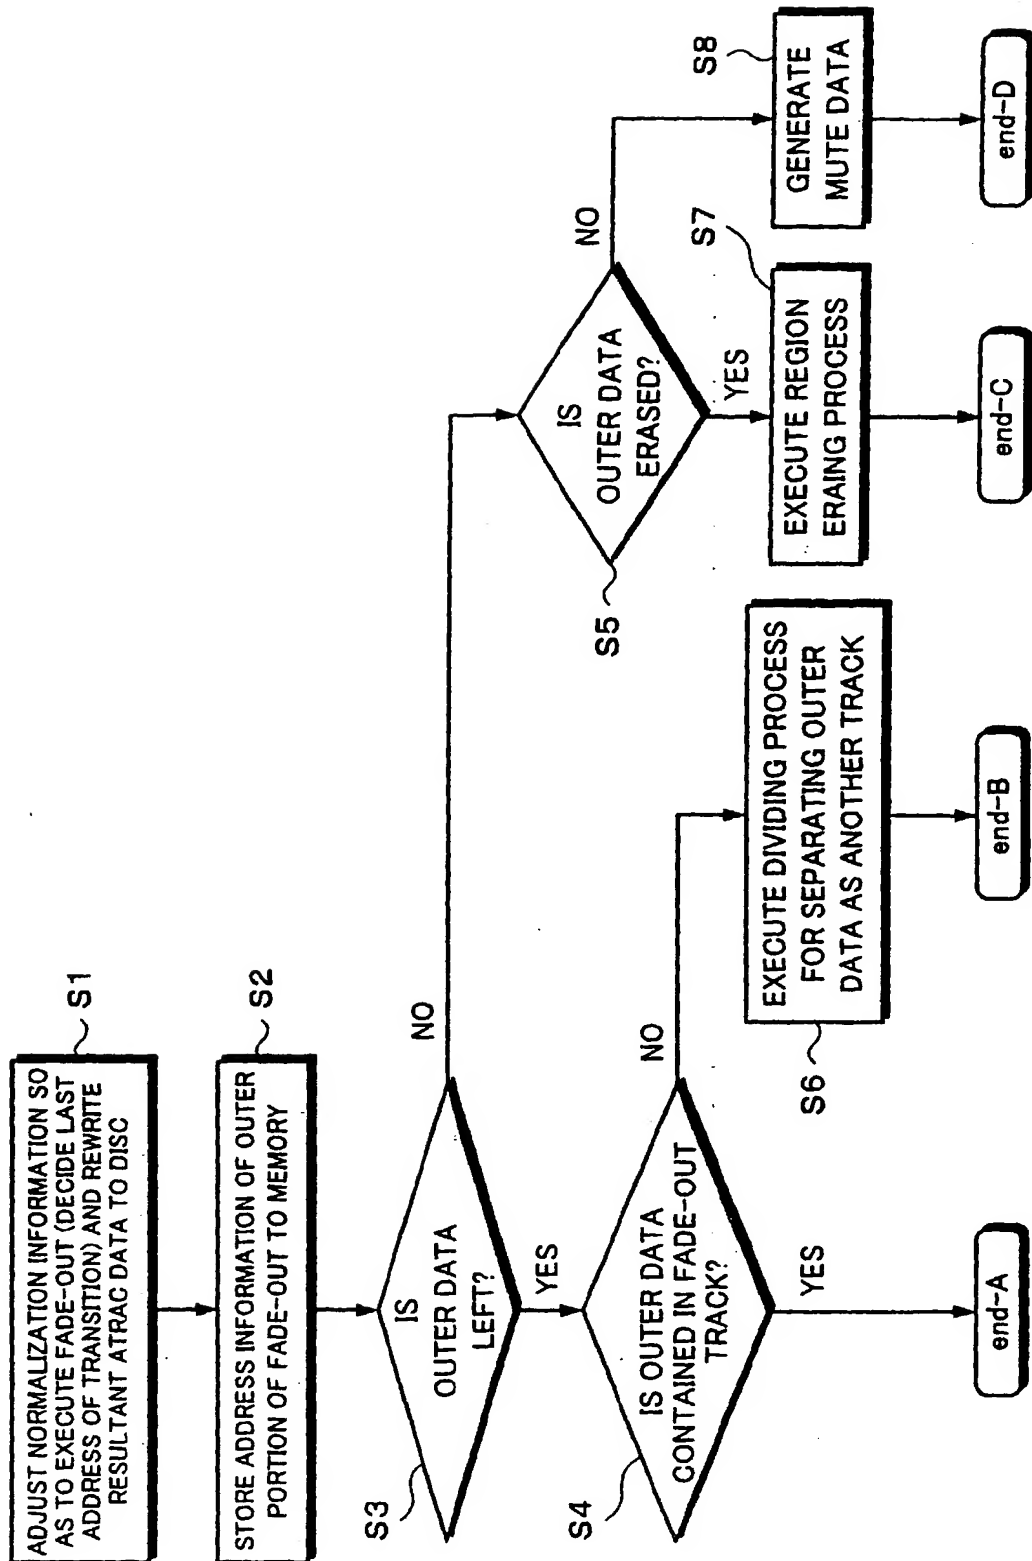 ADJUST NORMALIZATION INFORMATION SO
AS TO EXECUTE FADE-OUT (DECIDE LAST
ADDRESS OF TRANSITION) AND REWRITE
RESULTANT ATRAC DATA TO DISC
S1
STORE ADDRESS INFORMATION OF OUTER
PORTION OF FADE-OUT TO MEMORY
S2
S3
IS
OUTER DATA
LEFT?
NO
YES
S4
IS OUTER DATA
CONTAINED IN FADE-OUT
TRACK?
NO
YES
end-A
S6
EXECUTE DIVIDING PROCESS
FOR SEPARATING OUTER
DATA AS ANOTHER TRACK
end-B
S5
IS
OUTER DATA
ERASED?
NO
YES
S7
EXECUTE REGION
ERAING PROCESS
end-C
S8
GENERATE
MUTE DATA
end-D